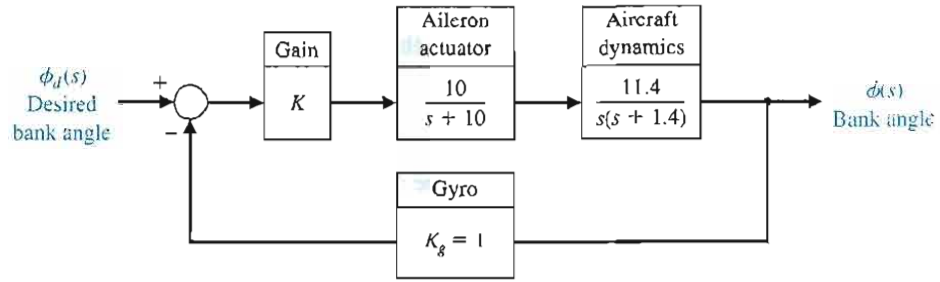 ϕd(s)
Desired
bank angle
+
−
Gain
K
Aileron
actuator
10
s + 10
Aircraft
dynamics
11.4
s(s + 1.4)
ϕ(s)
Bank angle
Gyro
Kg = 1